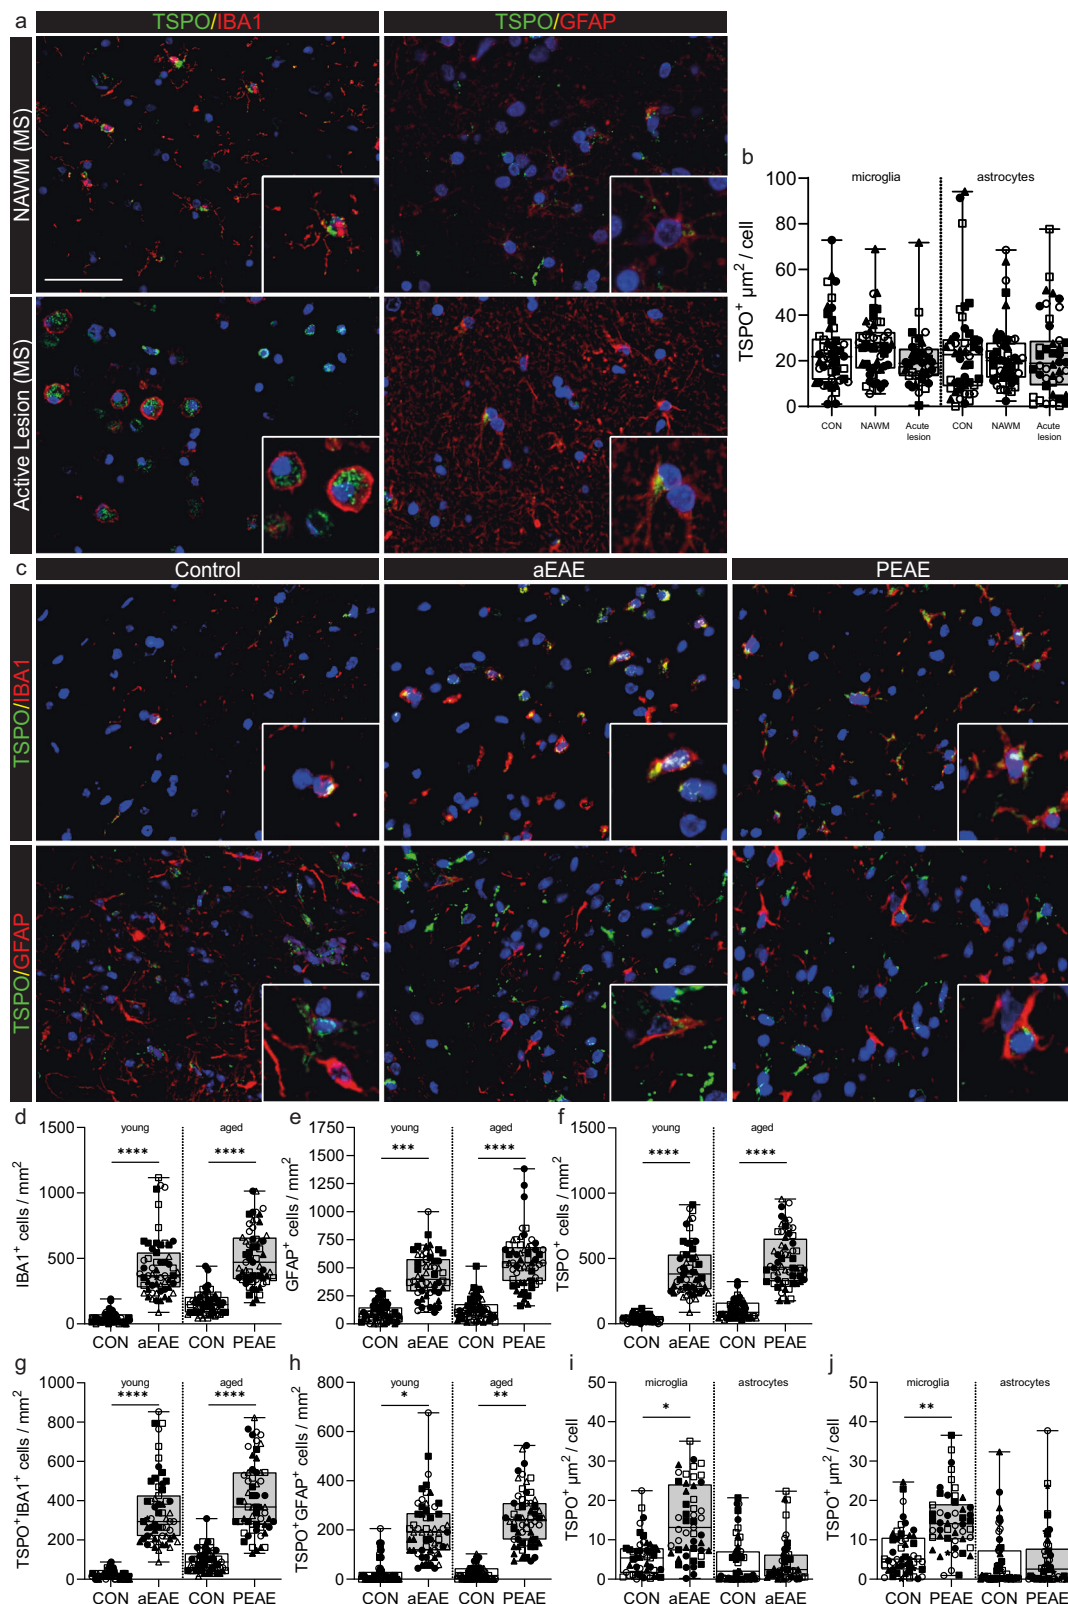 a
TSPO/IBA1
TSPO/GFAP
NAWM (MS)
Active Lesion (MS)
b
microglia
astrocytes
TSPO+ µm2 / cell
100
80
60
40
20
0
CON
NAWM
Acute
lesion
CON
NAWM
Acute
lesion
c
Control
aEAE
PEAE
TSPO/IBA1
TSPO/GFAP
d
young
aged
****
****
IBA1+ cells / mm2
1500
1000
500
0
CON
aEAE
CON
PEAE
e
young
aged
***
****
GFAP+ cells / mm2
1750
1500
1250
1000
750
500
250
0
CON
aEAE
CON
PEAE
f
young
aged
****
****
TSPO+ cells / mm2
1500
1000
500
0
CON
aEAE
CON
PEAE
g
young
aged
****
****
TSPO+IBA1+ cells / mm2
1000
800
600
400
200
0
CON
aEAE
CON
PEAE
h
young
aged
*
**
TSPO+GFAP+ cells / mm2
800
600
400
200
0
CON
aEAE
CON
PEAE
i
microglia
astrocytes
*
TSPO+ µm2 / cell
50
40
30
20
10
0
CON
aEAE
CON
aEAE
j
microglia
astrocytes
**
TSPO+ µm2 / cell
50
40
30
20
10
0
CON
PEAE
CON
PEAE